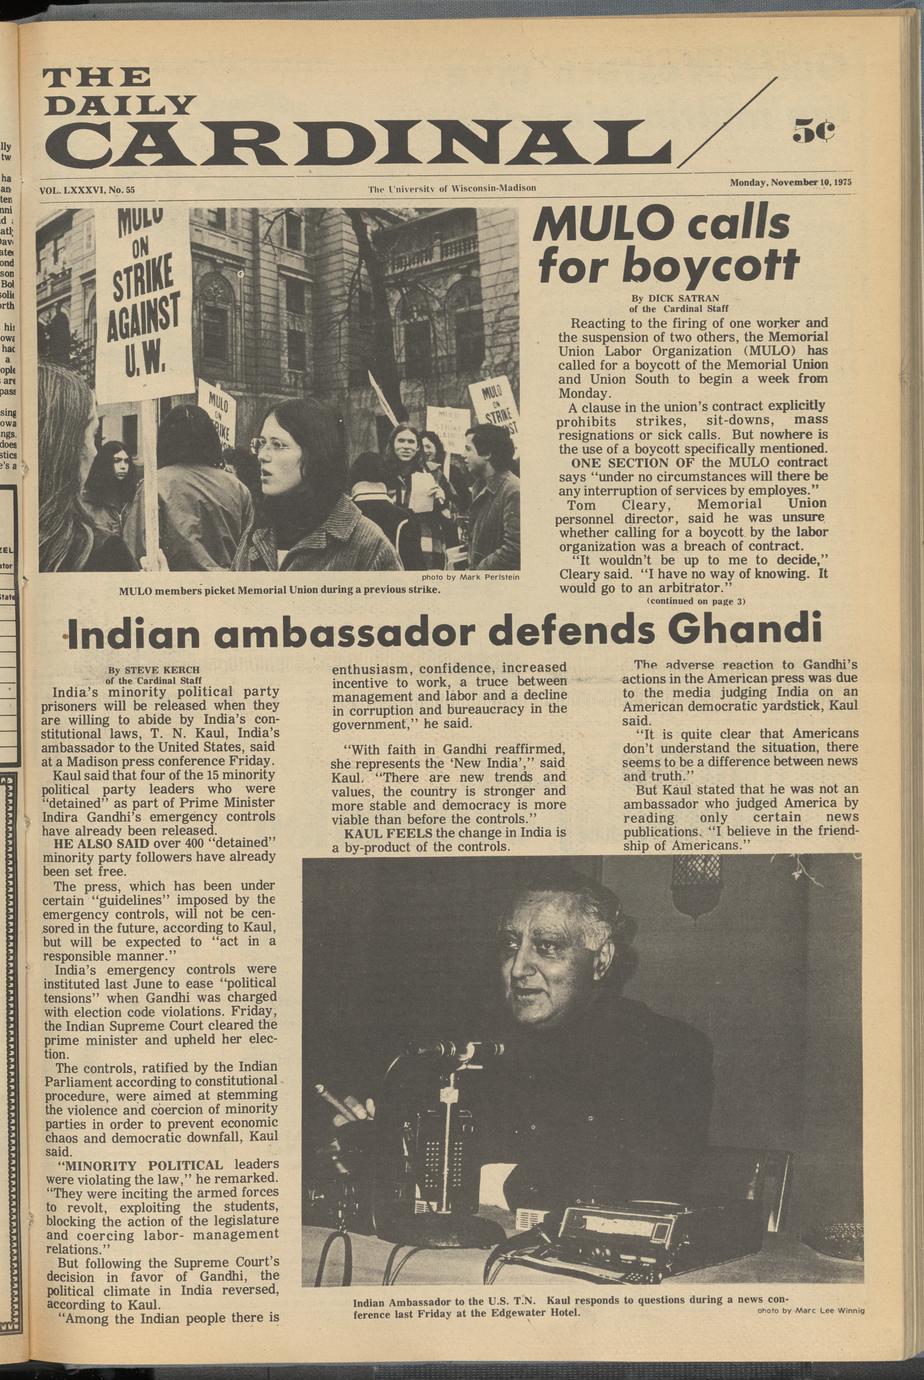 THE
DAILY
CARDINAL
5¢
VOL. LXXXVI, No. 55
The University of Wisconsin-Madison
Monday, November 10, 1975
MULO
ON
STRIKE
AGAINST
U.W.
MULO
ON
MULO
ON
STRIKE
photo by Mark Perlstein
MULO members picket Memorial Union during a previous strike.
MULO calls
for boycott
By DICK SATRAN
of the Cardinal Staff
Reacting to the firing of one worker and
the suspension of two others, the Memorial
Union Labor Organization (MULO) has
called for a boycott of the Memorial Union
and Union South to begin a week from
Monday.
A clause in the union's contract explicitly
prohibits strikes, sit-downs, mass
resignations or sick calls. But nowhere is
the use of a boycott specifically mentioned.
ONE SECTION OF the MULO contract
says "under no circumstances will there be
any interruption of services by employes."
Tom Cleary, Memorial Union
personnel director, said he was unsure
whether calling for a boycott by the labor
organization was a breach of contract.
"It wouldn't be up to me to decide,"
Cleary said. "I have no way of knowing. It
would go to an arbitrator."
(continued on page 3)
Indian ambassador defends Ghandi
By STEVE KERCH
of the Cardinal Staff
India's minority political party
prisoners will be released when they
are willing to abide by India's con-
stitutional laws, T. N. Kaul, India's
ambassador to the United States, said
at a Madison press conference Friday.
Kaul said that four of the 15 minority
political party leaders who were
"detained" as part of Prime Minister
Indira Gandhi's emergency controls
have already been released.
HE ALSO SAID over 400 "detained"
minority party followers have already
been set free.
The press, which has been under
certain "guidelines" imposed by the
emergency controls, will not be cen-
sored in the future, according to Kaul,
but will be expected to "act in a
responsible manner."
India's emergency controls were
instituted last June to ease "political
tensions" when Gandhi was charged
with election code violations. Friday,
the Indian Supreme Court cleared the
prime minister and upheld her elec-
tion.
The controls, ratified by the Indian
Parliament according to constitutional
procedure, were aimed at stemming
the violence and coercion of minority
parties in order to prevent economic
chaos and democratic downfall, Kaul
said.
"MINORITY POLITICAL leaders
were violating the law," he remarked.
"They were inciting the armed forces
to revolt, exploiting the students,
blocking the action of the legislature
and coercing labor- management
relations."
But following the Supreme Court's
decision in favor of Gandhi, the
political climate in India reversed,
according to Kaul.
"Among the Indian people there is
enthusiasm, confidence, increased
incentive to work, a truce between
management and labor and a decline
in corruption and bureaucracy in the
government," he said.
"With faith in Gandhi reaffirmed,
she represents the 'New India'," said
Kaul. "There are new trends and
values, the country is stronger and
more stable and democracy is more
viable than before the controls."
KAUL FEELS the change in India is
a by-product of the controls.
The adverse reaction to Gandhi's
actions in the American press was due
to the media judging India on an
American democratic yardstick, Kaul
said.
"It is quite clear that Americans
don't understand the situation, there
seems to be a difference between news
and truth."
But Kaul stated that he was not an
ambassador who judged America by
reading only certain news
publications. "I believe in the friend-
ship of Americans."
Indian Ambassador to the U.S. T.N. Kaul responds to questions during a news con-
ference last Friday at the Edgewater Hotel.
photo by Marc Lee Winnig